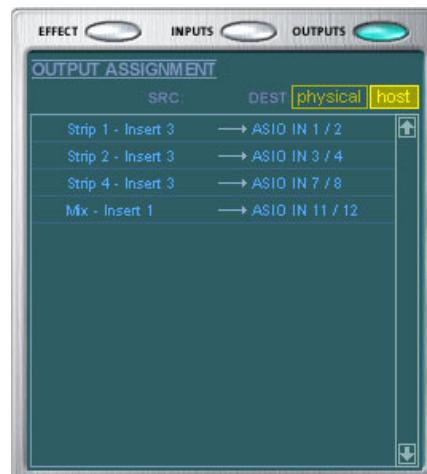 EFFECT INPUTS OUTPUTS
OUTPUT ASSIGNMENT
SRC: DEST physical host
Strip 1 - Insert 3 → ASIO IN 1 / 2
Strip 2 - Insert 3 → ASIO IN 3 / 4
Strip 4 - Insert 3 → ASIO IN 7 / 8
Mix - Insert 1 → ASIO IN 11 / 12